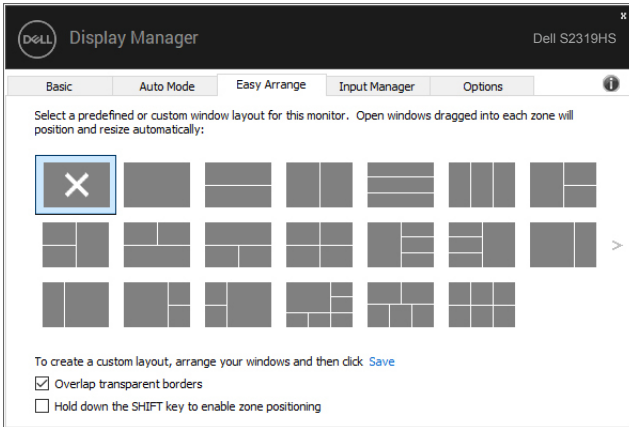 x
DELL Display Manager
Dell S2319HS
Basic Auto Mode Easy Arrange Input Manager Options
Select a predefined or custom window layout for this monitor. Open windows dragged into each zone will
position and resize automatically:
To create a custom layout, arrange your windows and then click Save
Overlap transparent borders
Hold down the SHIFT key to enable zone positioning